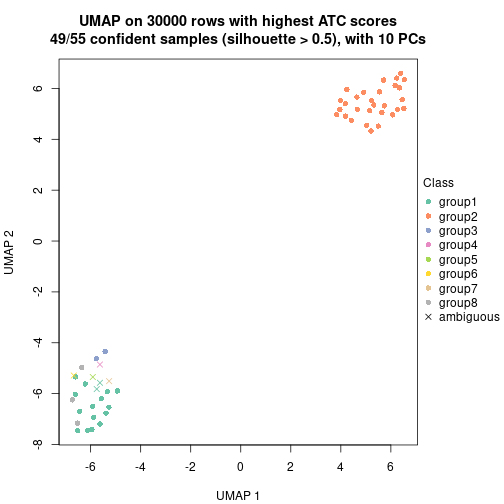 UMAP on 30000 rows with highest ATC scores
49/55 confident samples (silhouette > 0.5), with 10 PCs
UMAP 2
6
4
2
0
-2
-4
-6
-8
-6
-4
-2
0
2
4
6
UMAP 1
Class
group1
group2
group3
group4
group5
group6
group7
group8
ambiguous